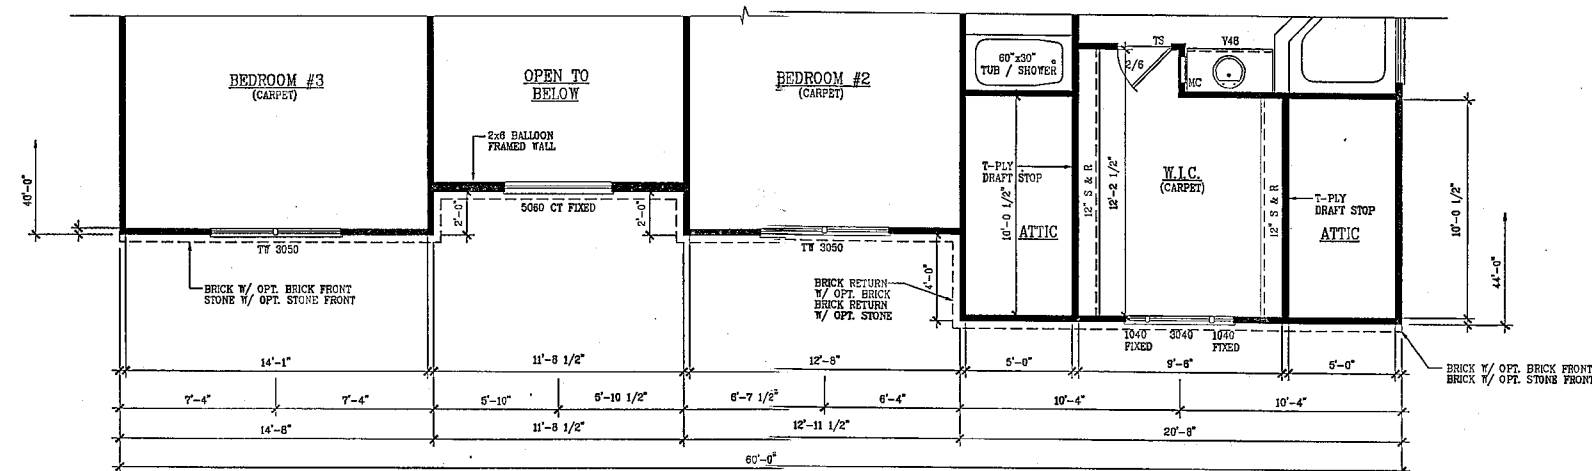 BEDROOM #3
(CARPET)
OPEN TO
BELOW
2x6 BALLOON
FRAMED WALL
BEDROOM #2
(CARPET)
60"x30"
TUB / SHOWER
TS
2/6
V48
MC
40'-0"
2'-0"
5060 CT FIXED
2'-0"
T-PLY
DRAFT STOP
10'-0 1/2"
ATTIC
12" S & R
12'-2 1/2"
W.I.C.
(CARPET)
12" S & R
T-PLY
DRAFT STOP
ATTIC
10'-0 1/2"
44'-0"
TW 3050
TW 3050
BRICK W/ OPT. BRICK FRONT
STONE W/ OPT. STONE FRONT
BRICK RETURN
W/ OPT. BRICK
BRICK RETURN
W/ OPT. STONE
4'-0"
1040
FIXED
3040
1040
FIXED
14'-1"
11'-8 1/2"
12'-8"
5'-0"
9'-6"
5'-0"
BRICK W/ OPT. BRICK FRONT
BRICK W/ OPT. STONE FRONT
7'-4"
7'-4"
5'-10"
5'-10 1/2"
6'-7 1/2"
6'-4"
10'-4"
10'-4"
14'-8"
11'-8 1/2"
12'-11 1/2"
20'-8"
60'-0"